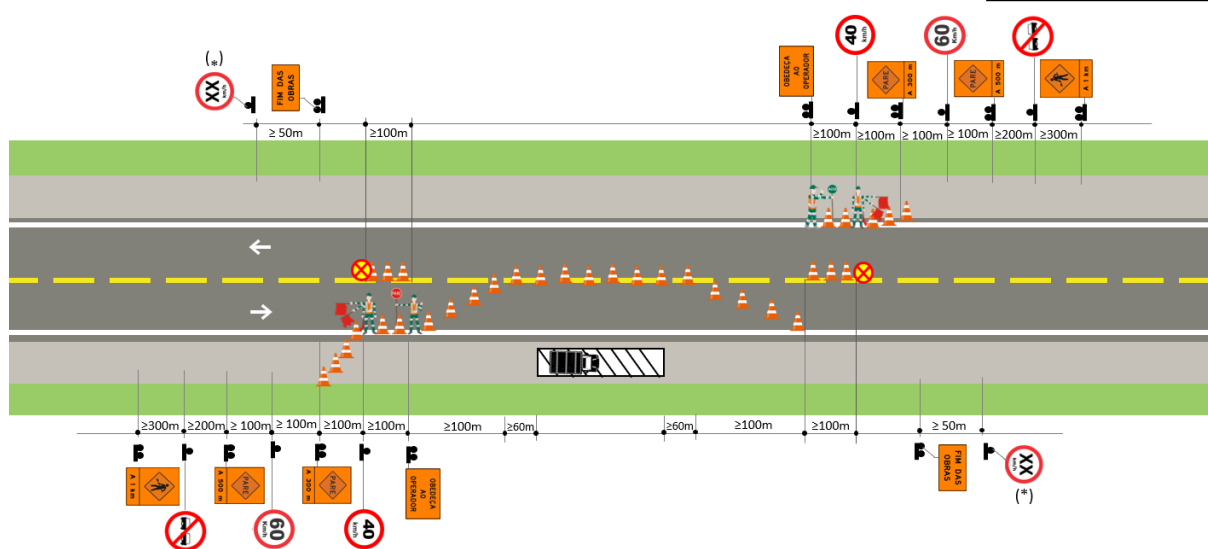 (*)
XX
km/h
FIM DAS
OBRAS
OBEDEÇA
AO
OPERADOR
40
km/h
PARE
A 300 m
60
Km/h
PARE
A 500 m
A 1 km
≥ 50m
≥100m
≥100m
≥100m
≥ 100m
≥ 100m
≥200m
≥300m
≥300m
≥200m
≥ 100m
≥ 100m
≥100m
≥100m
≥100m
≥60m
≥60m
≥100m
≥100m
≥ 50m
A 1 km
A 500 m
PARE
60
Km/h
A 300 m
PARE
40
km/h
OBEDEÇA
AO
OPERADOR
FIM DAS
OBRAS
XX
km/h
(*)